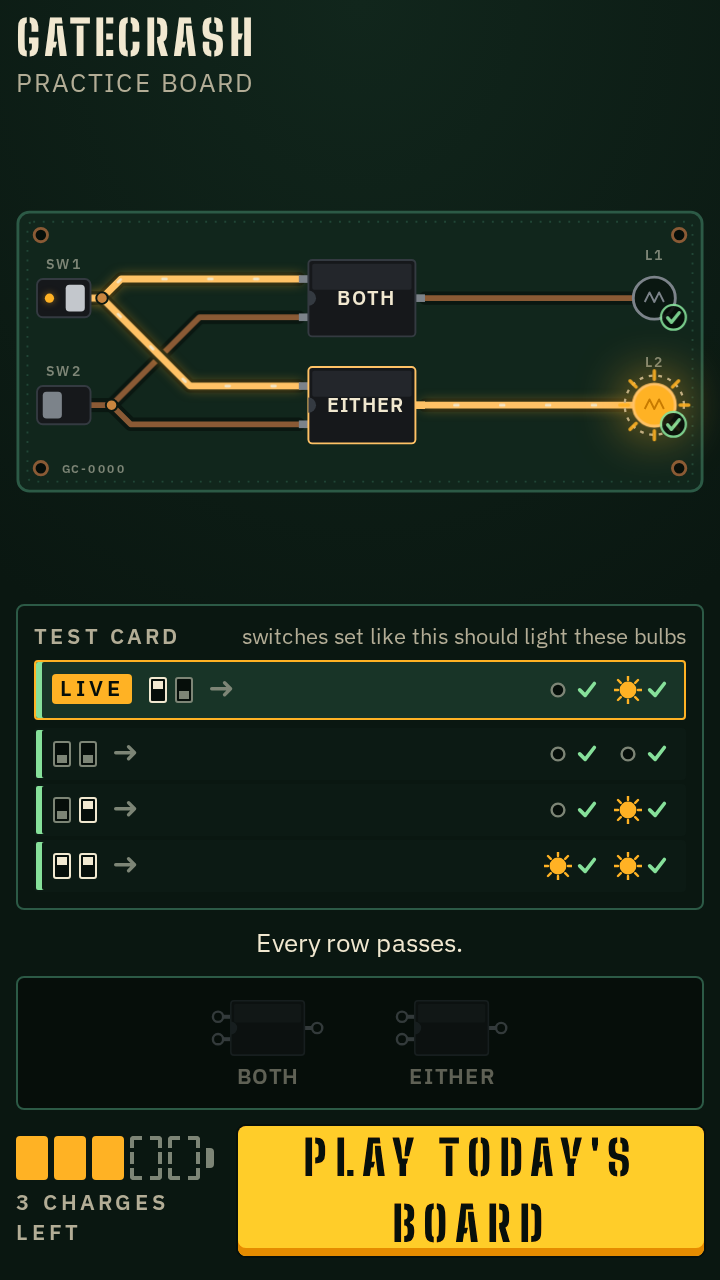 GATECRASH
PRACTICE BOARD
SW1
L1
BOTH
SW2
L2
EITHER
GC-0000
TEST CARD switches set like this should light these bulbs
LIVE
Every row passes.
BOTH EITHER
3 CHARGES
LEFT
PLAY TODAY'S
BOARD